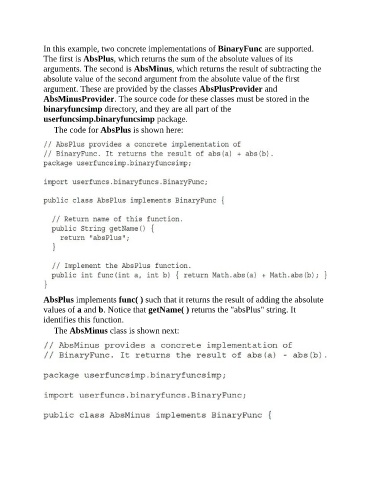 In this example, two concrete implementations of BinaryFunc are supported.
The first is AbsPlus, which returns the sum of the absolute values of its
arguments. The second is AbsMinus, which returns the result of subtracting the
absolute value of the second argument from the absolute value of the first
argument. These are provided by the classes AbsPlusProvider and
AbsMinusProvider. The source code for these classes must be stored in the
binaryfuncsimp directory, and they are all part of the
userfuncsimp.binaryfuncsimp package.
The code for AbsPlus is shown here:
// AbsPlus provides a concrete implementation of
// BinaryFunc. It returns the result of abs(a) + abs(b).
package userfuncsimp.binaryfuncsimp;
import userfuncs.binaryfuncs.BinaryFunc;
public class AbsPlus implements BinaryFunc {
// Return name of this function.
public String getName() {
return "absPlus";
}
// Implement the AbsPlus function.
public int func(int a, int b) { return Math.abs(a) + Math.abs(b); }
}
AbsPlus implements func( ) such that it returns the result of adding the absolute
values of a and b. Notice that getName( ) returns the "absPlus" string. It
identifies this function.
The AbsMinus class is shown next:
// AbsMinus provides a concrete implementation of
// BinaryFunc. It returns the result of abs(a) - abs(b).
package userfuncsimp.binaryfuncsimp;
import userfuncs.binaryfuncs.BinaryFunc;
public class AbsMinus implements BinaryFunc {